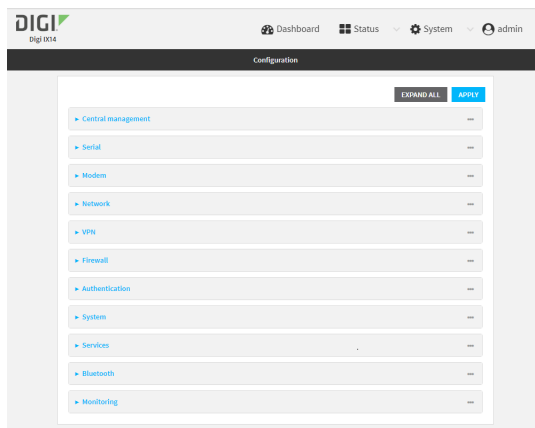 DIGI
Digi IX14
Dashboard Status System admin
Configuration
EXPAND ALL APPLY
Central management
Serial
Modem
Network
VPN
Firewall
Authentication
System
Services
Bluetooth
Monitoring